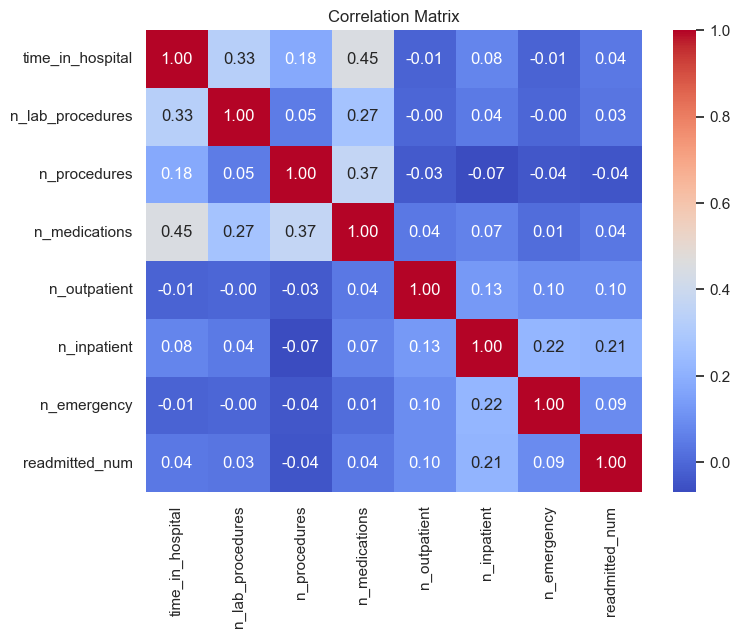 Correlation Matrix
time_in_hospital 1.00 0.33 0.18 0.45 -0.01 0.08 -0.01 0.04
n_lab_procedures 0.33 1.00 0.05 0.27 -0.00 0.04 -0.00 0.03
n_procedures 0.18 0.05 1.00 0.37 -0.03 -0.07 -0.04 -0.04
n_medications 0.45 0.27 0.37 1.00 0.04 0.07 0.01 0.04
n_outpatient -0.01 -0.00 -0.03 0.04 1.00 0.13 0.10 0.10
n_inpatient 0.08 0.04 -0.07 0.07 0.13 1.00 0.22 0.21
n_emergency -0.01 -0.00 -0.04 0.01 0.10 0.22 1.00 0.09
readmitted_num 0.04 0.03 -0.04 0.04 0.10 0.21 0.09 1.00
time_in_hospital
n_lab_procedures
n_procedures
n_medications
n_outpatient
n_inpatient
n_emergency
readmitted_num
1.0
0.8
0.6
0.4
0.2
0.0